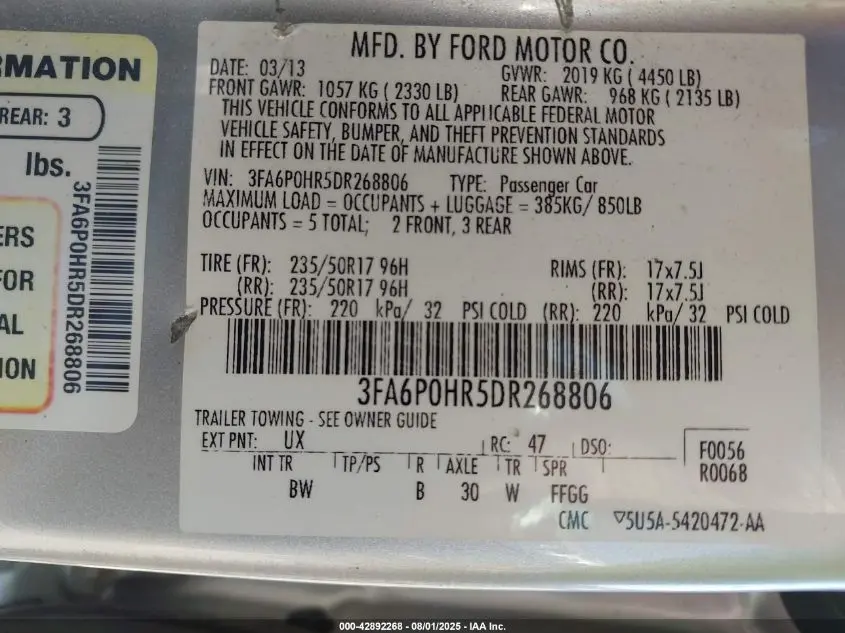 RMATION
REAR: 3
lbs.
3FA6P0HR5DR268806
ERS
FOR
AL
ION
MFD. BY FORD MOTOR CO.
DATE: 03/13 GVWR: 2019 KG ( 4450 LB)
FRONT GAWR: 1057 KG ( 2330 LB) REAR GAWR: 968 KG ( 2135 LB)
THIS VEHICLE CONFORMS TO ALL APPLICABLE FEDERAL MOTOR
VEHICLE SAFETY, BUMPER, AND THEFT PREVENTION STANDARDS
IN EFFECT ON THE DATE OF MANUFACTURE SHOWN ABOVE.
VIN: 3FA6P0HR5DR268806 TYPE: Passenger Car
MAXIMUM LOAD = OCCUPANTS + LUGGAGE = 385KG/ 850LB
OCCUPANTS = 5 TOTAL; 2 FRONT, 3 REAR
TIRE (FR): 235/50R17 96H RIMS (FR): 17x7.5J
(RR): 235/50R17 96H (RR): 17x7.5J
PRESSURE (FR): 220 kPa/ 32 PSI COLD (RR): 220 kPa/ 32 PSI COLD
3FA6P0HR5DR268806
TRAILER TOWING - SEE OWNER GUIDE
EXT PNT: UX RC: 47 DSO: F0056
INT TR TP/PS R AXLE TR SPR R0068
BW B 30 W FFGG
CMC ▽5U5A-5420472-AA
000-42892268 - 08/01/2025 - IAA Inc.